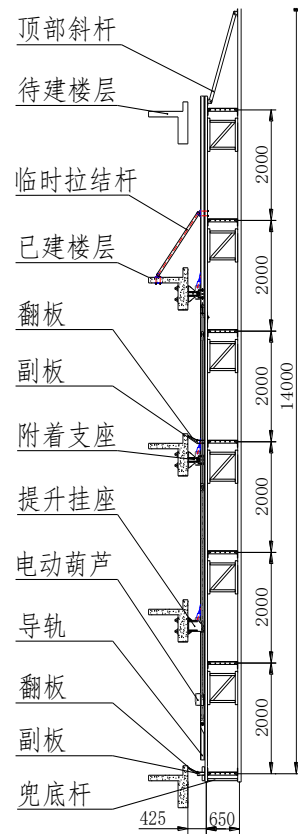 顶部斜杆
待建楼层
临时拉结杆
已建楼层
翻板
副板
附着支座
提升挂座
电动葫芦
导轨
翻板
副板
兜底杆
2000
2000
2000
2000
2000
2000
14000
425
650